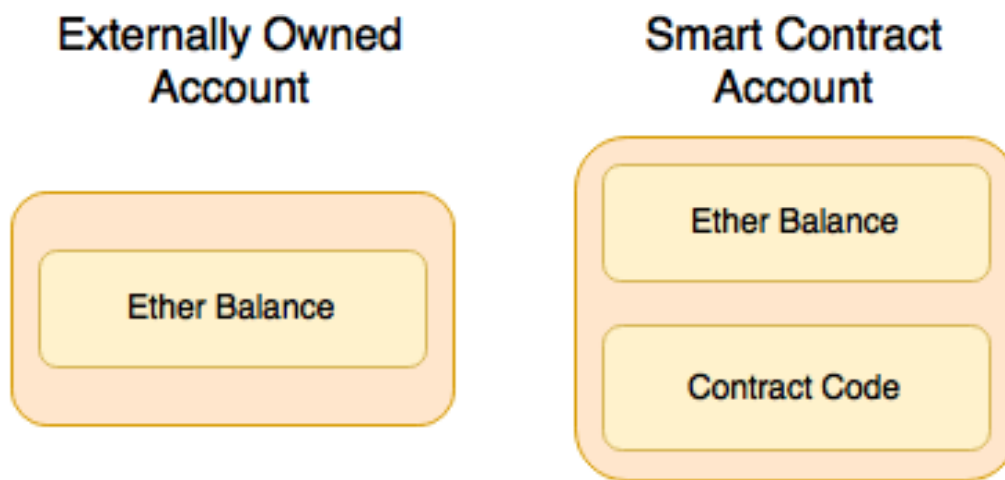 Externally Owned
Account
Ether Balance
Smart Contract
Account
Ether Balance
Contract Code